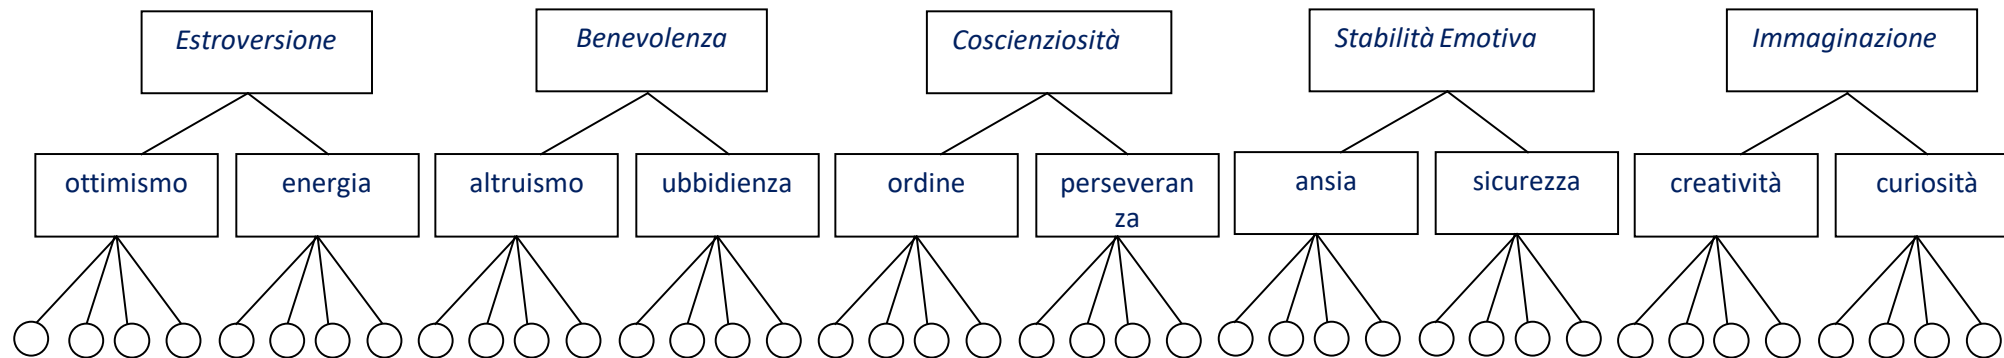 Estroversione
Benevolenza
Coscienziosità
Stabilità Emotiva
Immaginazione
ottimismo
energia
altruismo
ubbidienza
ordine
perseveran
za
ansia
sicurezza
creatività
curiosità